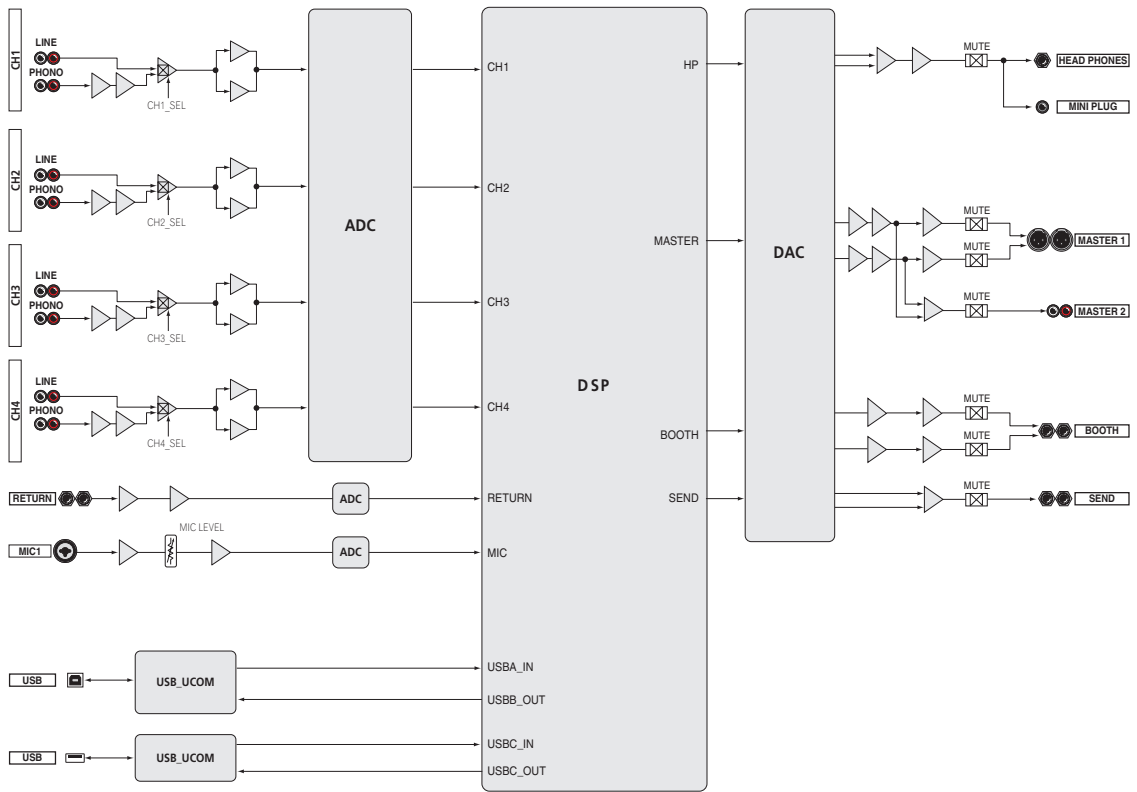 CH1
LINE
PHONO
CH1_SEL
CH2
LINE
PHONO
CH2_SEL
CH3
LINE
PHONO
CH3_SEL
CH4
LINE
PHONO
CH4_SEL
RETURN
MIC1
MIC LEVEL
USB
USB_UCOM
USB
USB_UCOM
ADC
ADC
ADC
CH1
CH2
CH3
CH4
RETURN
MIC
USBA_IN
USBB_OUT
USBC_IN
USBC_OUT
DSP
HP
MASTER
BOOTH
SEND
DAC
MUTE
HEAD PHONES
MINI PLUG
MUTE
MUTE
MASTER 1
MUTE
MASTER 2
MUTE
MUTE
BOOTH
MUTE
SEND